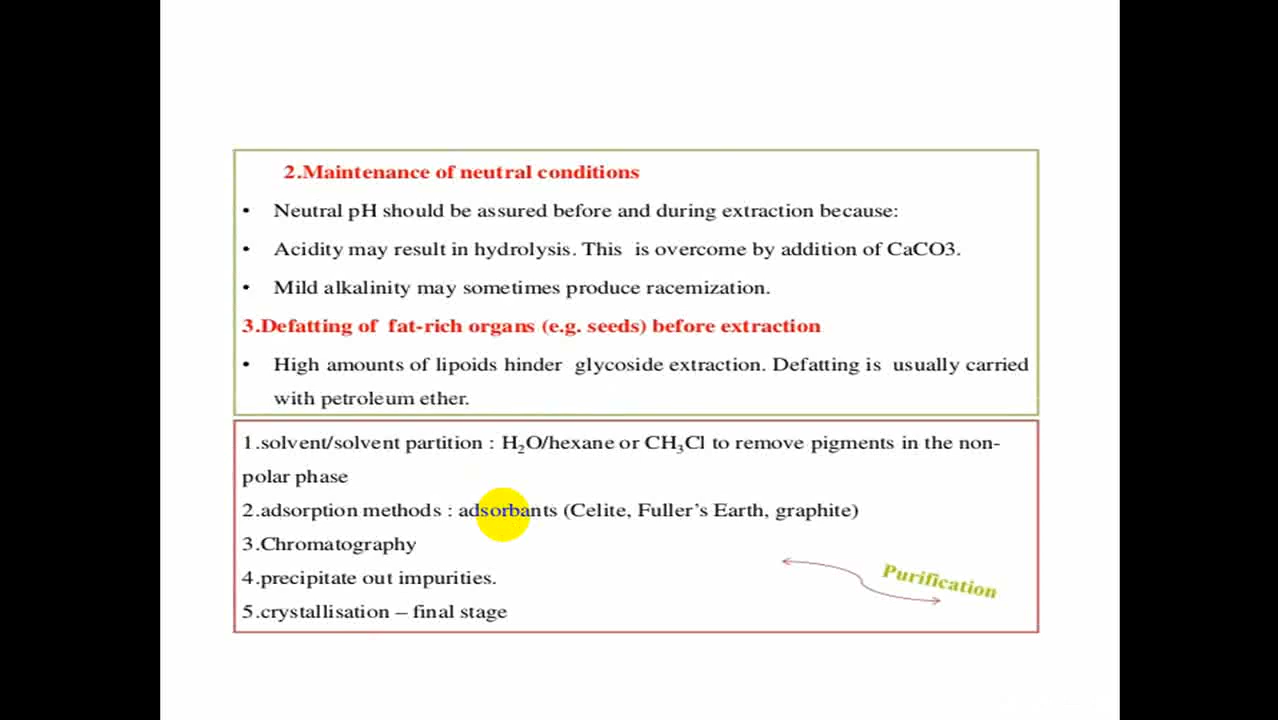 2.Maintenance of neutral conditions
• Neutral pH should be assured before and during extraction because:
• Acidity may result in hydrolysis. This is overcome by addition of CaCO3.
• Mild alkalinity may sometimes produce racemization.
3.Defatting of fat-rich organs (e.g. seeds) before extraction
• High amounts of lipoids hinder glycoside extraction. Defatting is usually carried
with petroleum ether.
1.solvent/solvent partition : H₂O/hexane or CH₃Cl to remove pigments in the non-
polar phase
2.adsorption methods : adsorbants (Celite, Fuller’s Earth, graphite)
3.Chromatography
4.precipitate out impurities.
5.crystallisation – final stage
Purification